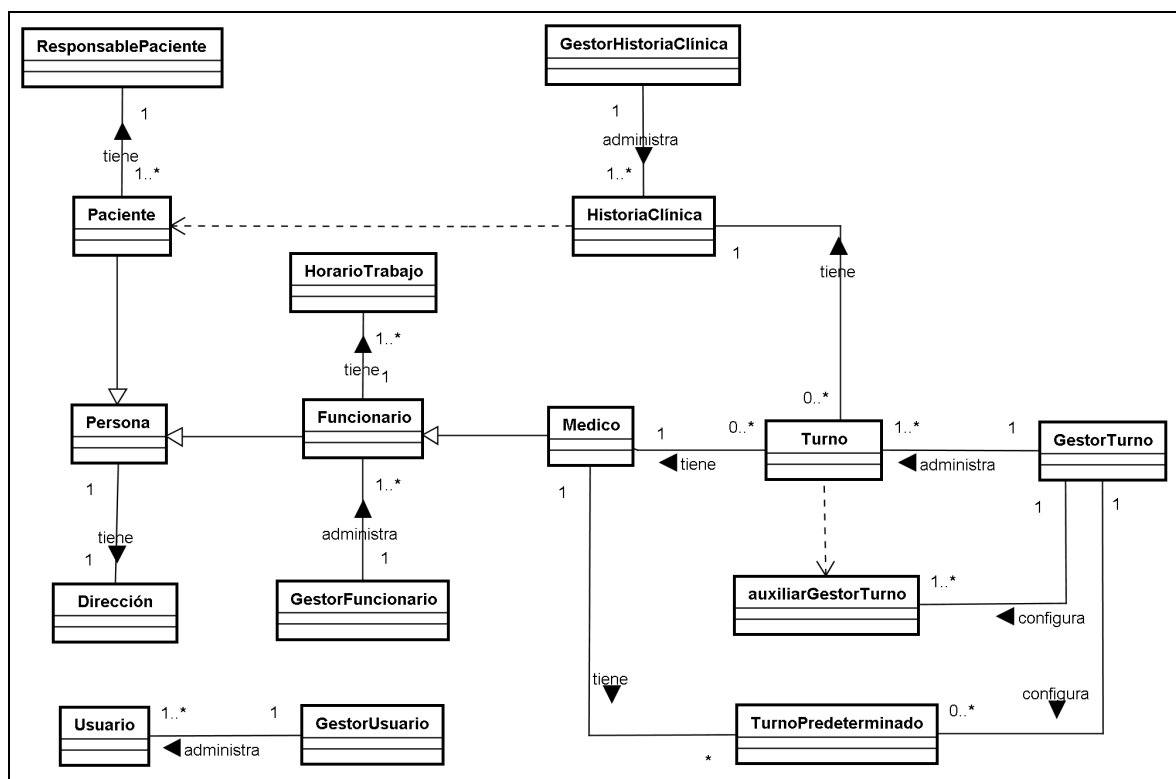 ResponsablePaciente
GestorHistoriaClínica
1
1
tiene
administra
1..*
1..*
Paciente
HistoriaClínica
1
HorarioTrabajo
tiene
1..*
tiene
1
0..*
Persona
Funcionario
Medico
1
0..*
Turno
1..*
1
GestorTurno
tiene
administra
1
1..*
1
1
1
tiene
administra
1
1
Dirección
GestorFuncionario
auxiliarGestorTurno
1..*
configura
tiene
configura
Usuario
1..*
1
GestorUsuario
TurnoPredeterminado
0..*
administra
*